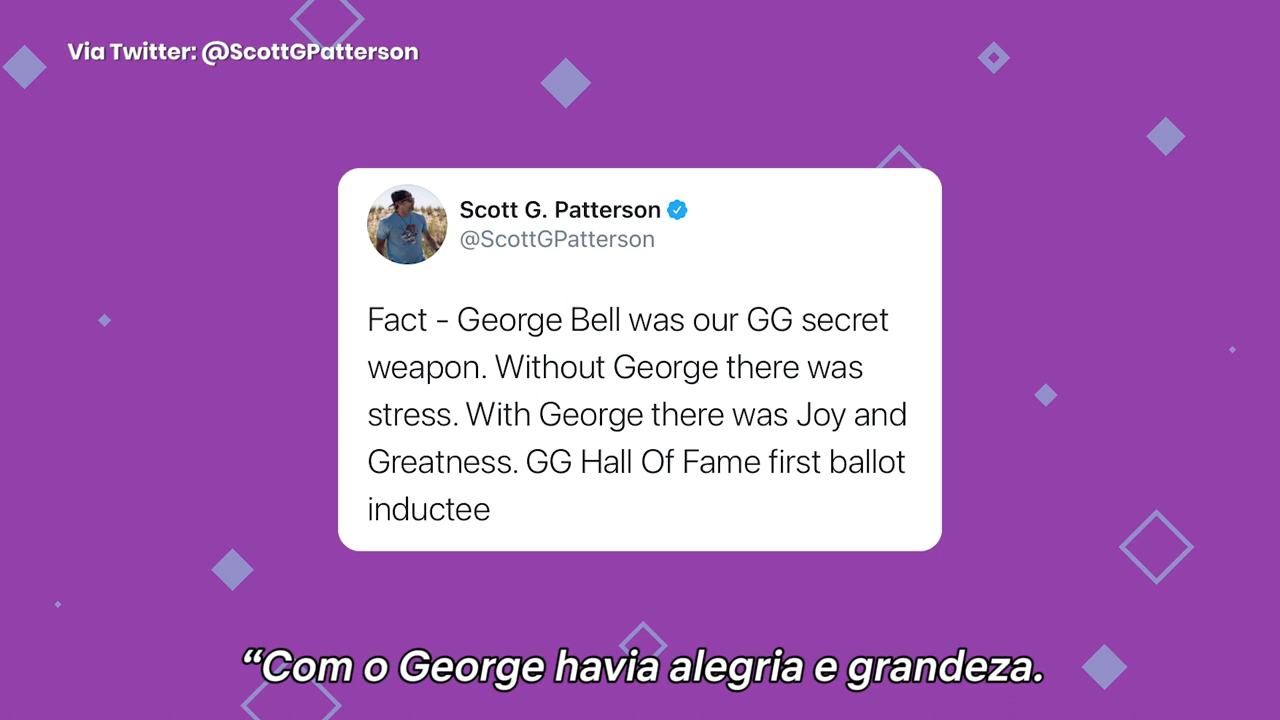 Via Twitter: @ScottGPatterson
Scott G. Patterson
@ScottGPatterson
Fact - George Bell was our GG secret
weapon. Without George there was
stress. With George there was Joy and
Greatness. GG Hall Of Fame first ballot
inductee
“Com o George havia alegria e grandeza.